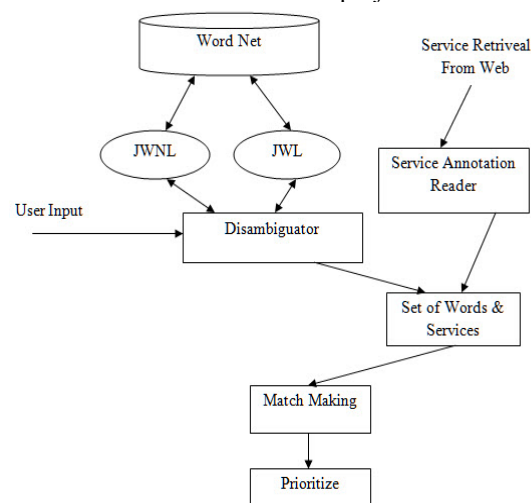 Word Net
Service Retriveal
From Web
JWNL
JWL
Service Annotation
Reader
User Input
Disambiguator
Set of Words &
Services
Match Making
Prioritize